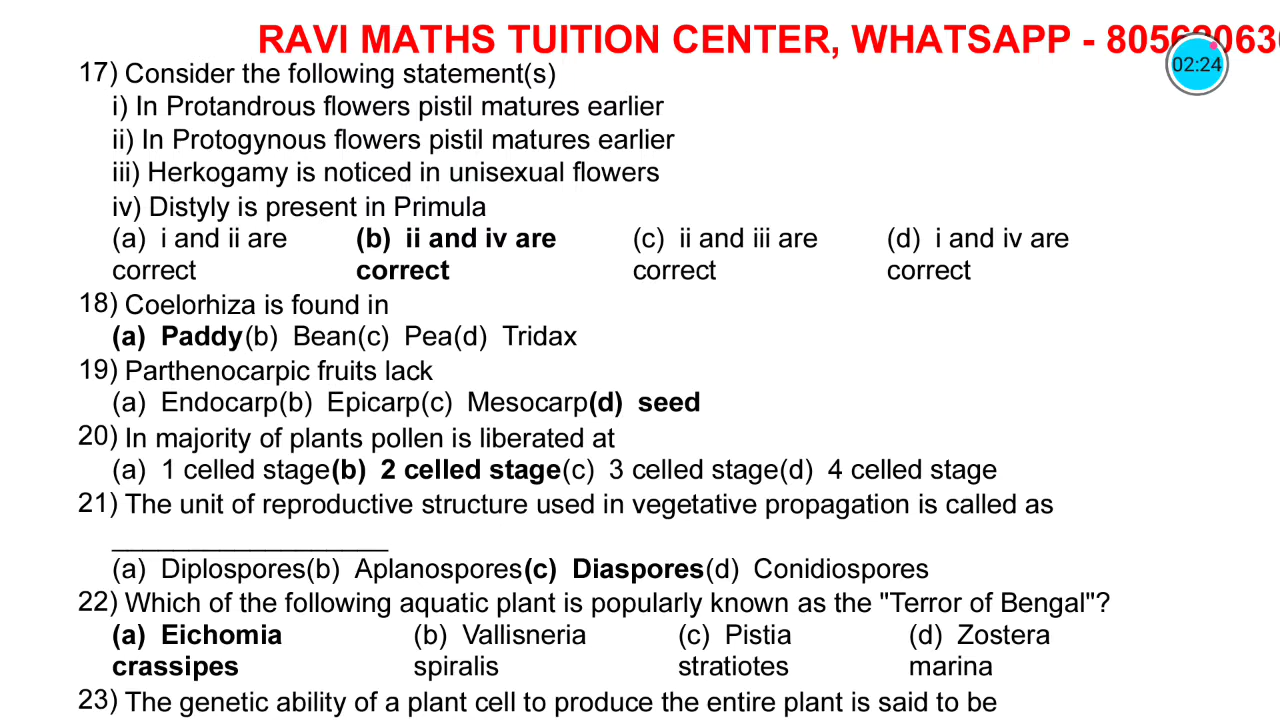 RAVI MATHS TUITION CENTER, WHATSAPP - 8056
02:24
17) Consider the following statement(s)
i) In Protandrous flowers pistil matures earlier
ii) In Protogynous flowers pistil matures earlier
iii) Herkogamy is noticed in unisexual flowers
iv) Distyly is present in Primula
(a) i and ii are (b) ii and iv are (c) ii and iii are (d) i and iv are
correct correct correct correct
18) Coelorhiza is found in
(a) Paddy(b) Bean(c) Pea(d) Tridax
19) Parthenocarpic fruits lack
(a) Endocarp(b) Epicarp(c) Mesocarp(d) seed
20) In majority of plants pollen is liberated at
(a) 1 celled stage(b) 2 celled stage(c) 3 celled stage(d) 4 celled stage
21) The unit of reproductive structure used in vegetative propagation is called as
____________________
(a) Diplospores(b) Aplanospores(c) Diaspores(d) Conidiospores
22) Which of the following aquatic plant is popularly known as the "Terror of Bengal"?
(a) Eichomia (b) Vallisneria (c) Pistia (d) Zostera
crassipes spiralis stratiotes marina
23) The genetic ability of a plant cell to produce the entire plant is said to be